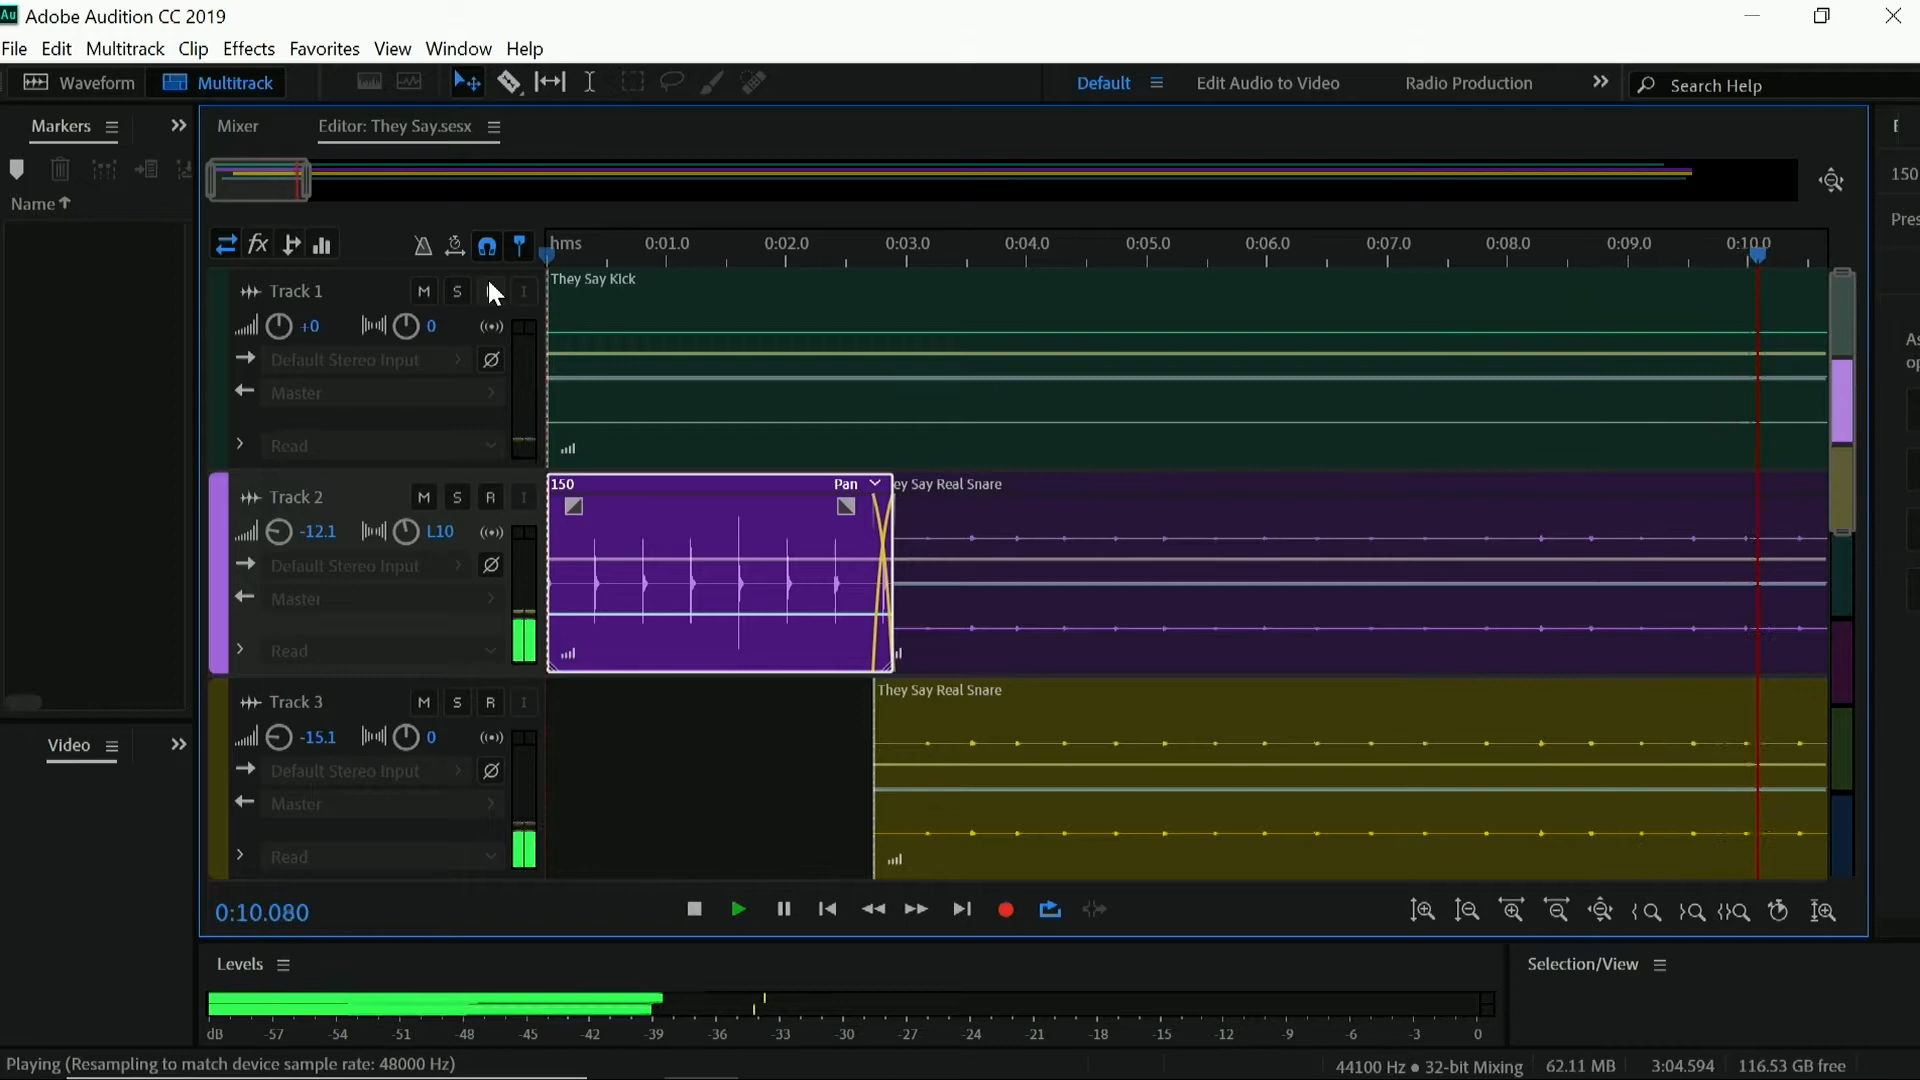 Au Adobe Audition CC 2019
File Edit Multitrack Clip Effects Favorites View Window Help
Waveform Multitrack Default Edit Audio to Video Radio Production Search Help
Markers Mixer Editor: They Say.sesx
150
Name
Pres
hms 0:01.0 0:02.0 0:03.0 0:04.0 0:05.0 0:06.0 0:07.0 0:08.0 0:09.0 0:10.0
They Say Kick
Track 1 M S I
+0 0
Default Stereo Input
Master
Read
150 Pan ey Say Real Snare
Track 2 M S R I
-12.1 L10
Default Stereo Input
Master
Read
They Say Real Snare
Track 3 M S R I
-15.1 0
Video
Default Stereo Input
Master
Read
0:10.080
Levels Selection/View
dB -57 -54 -51 -48 -45 -42 -39 -36 -33 -30 -27 -24 -21 -18 -15 -12 -9 -6 -3 0
Playing (Resampling to match device sample rate: 48000 Hz) 44100 Hz • 32-bit Mixing 62.11 MB 3:04.594 116.53 GB free